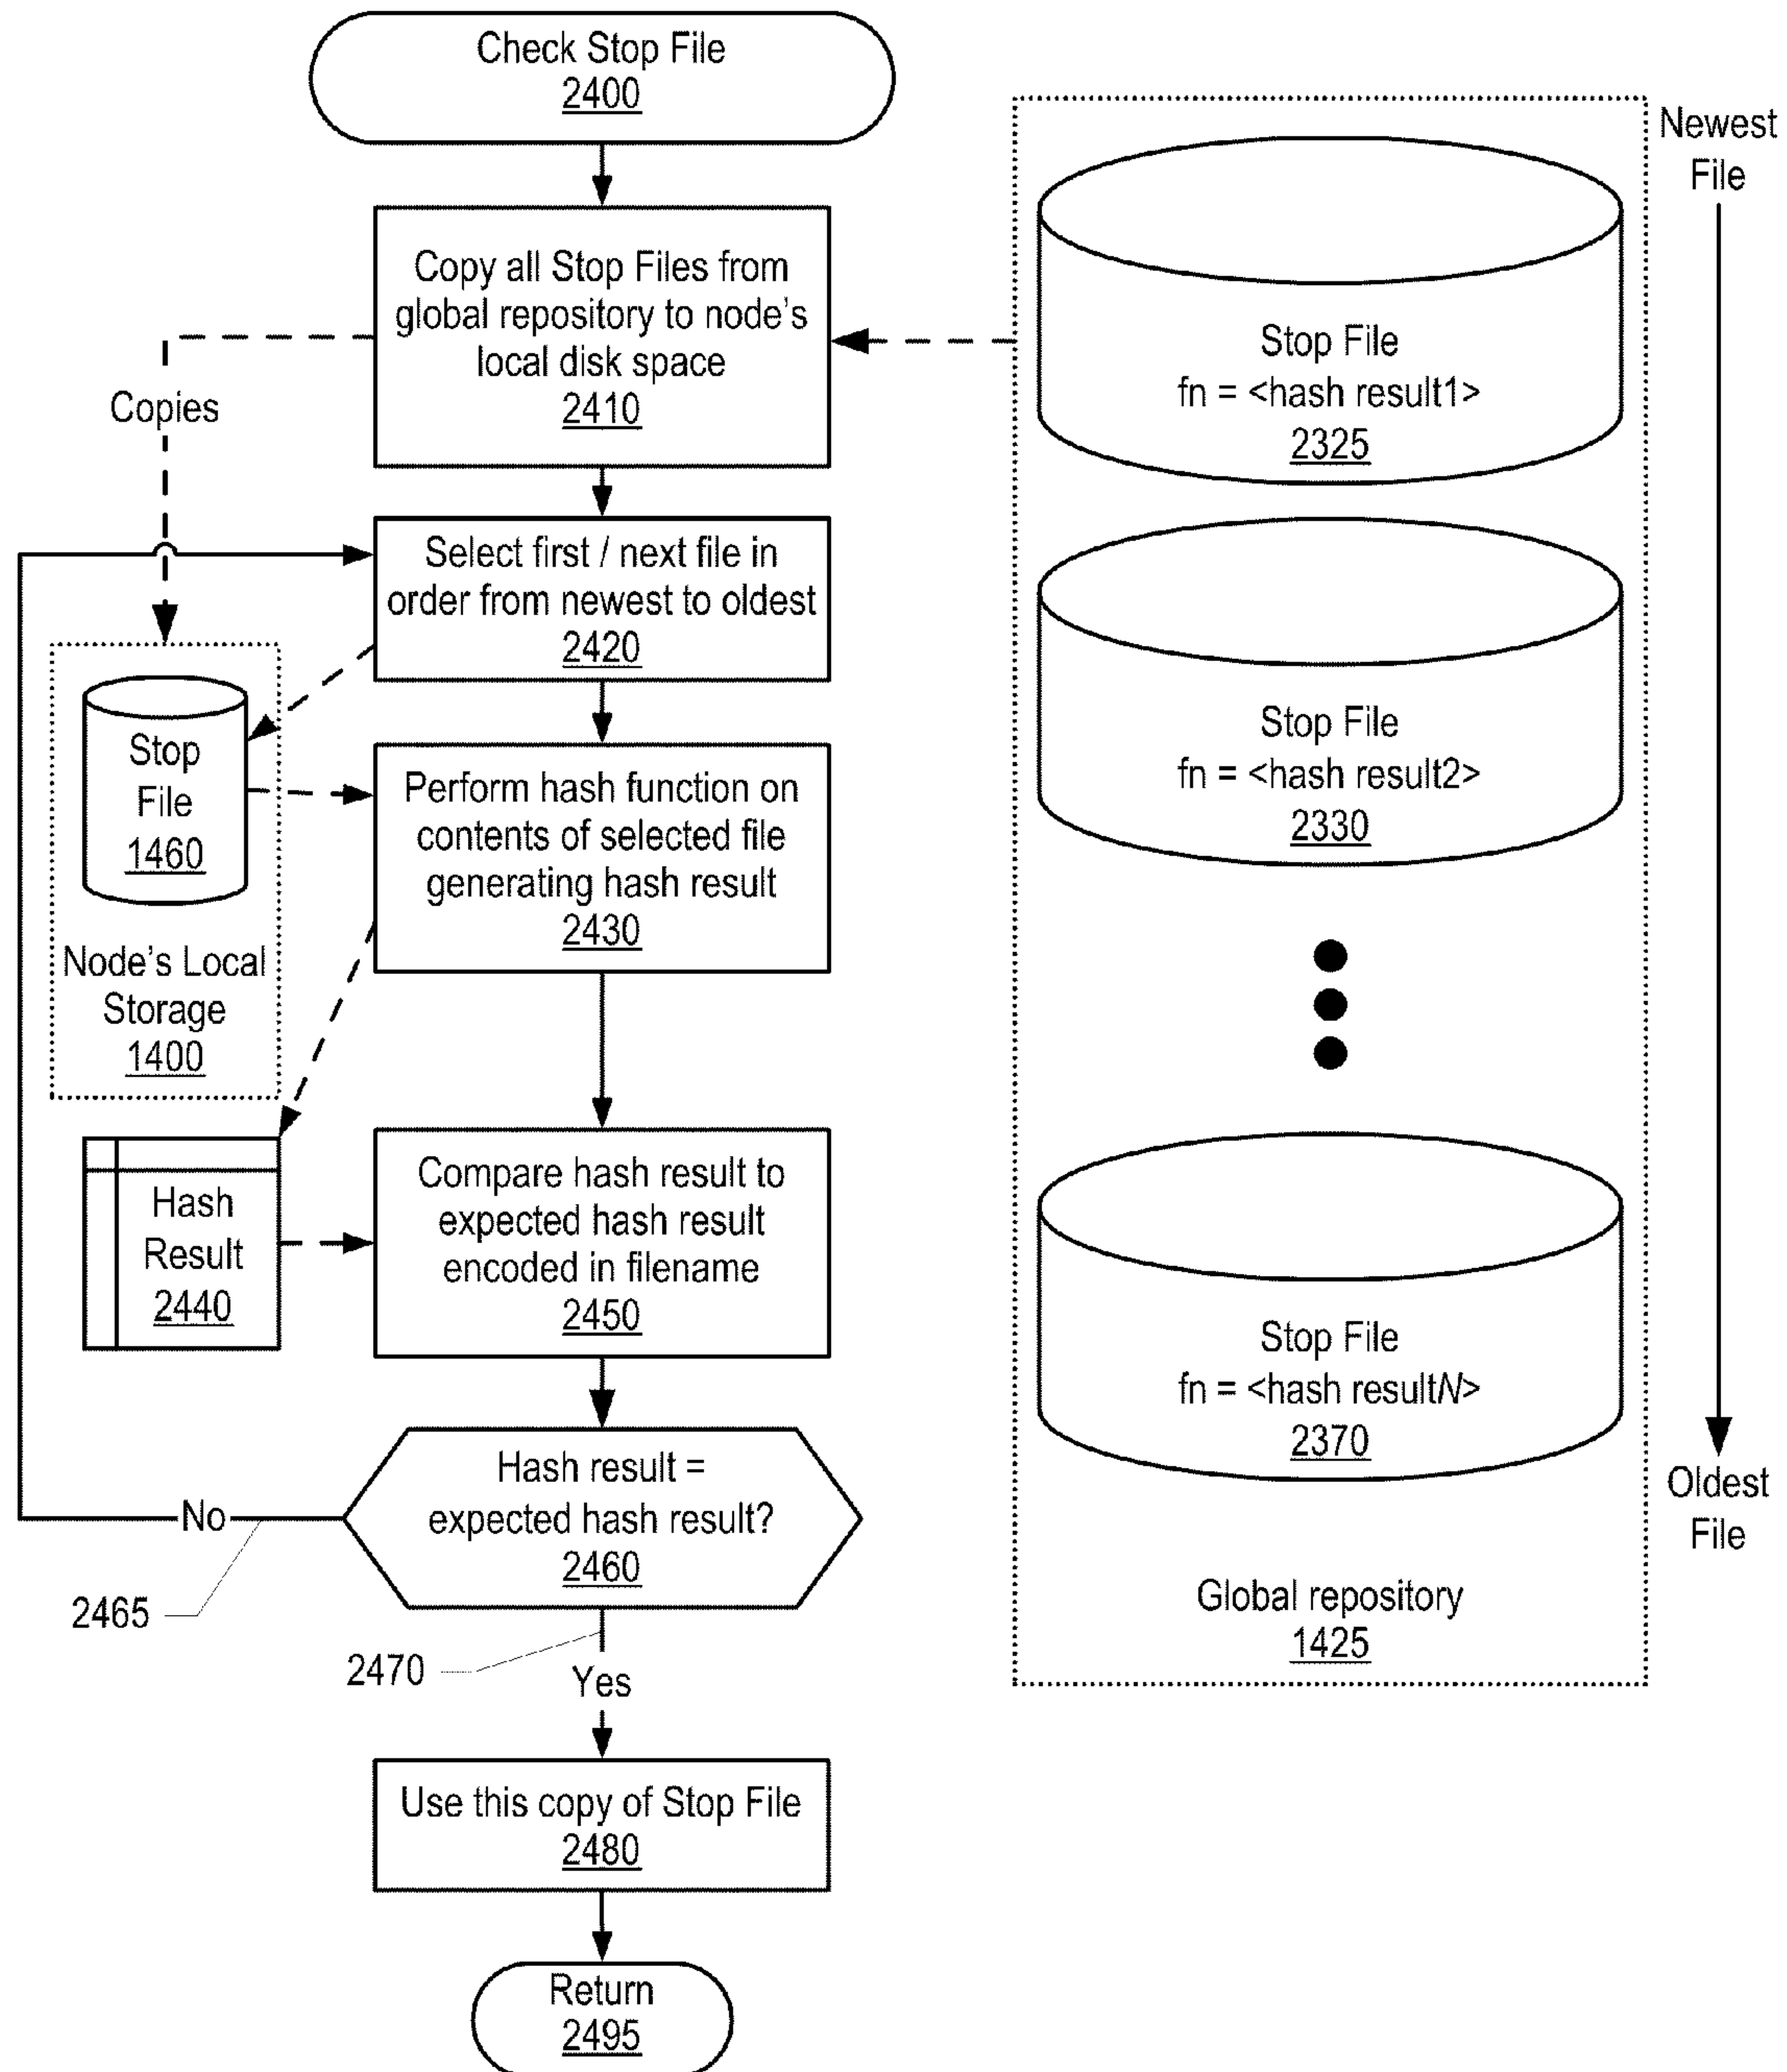 Check Stop File
2400
Copy all Stop Files from
global repository to node's
local disk space
2410
Copies
Select first / next file in
order from newest to oldest
2420
Stop
File
1460
Node's Local
Storage
1400
Perform hash function on
contents of selected file
generating hash result
2430
Hash
Result
2440
Compare hash result to
expected hash result
encoded in filename
2450
Hash result =
expected hash result?
2460
No
2465
2470
Yes
Use this copy of Stop File
2480
Return
2495
Newest
File
Stop File
fn = <hash result1>
2325
Stop File
fn = <hash result2>
2330
Stop File
fn = <hash resultN>
2370
Oldest
File
Global repository
1425